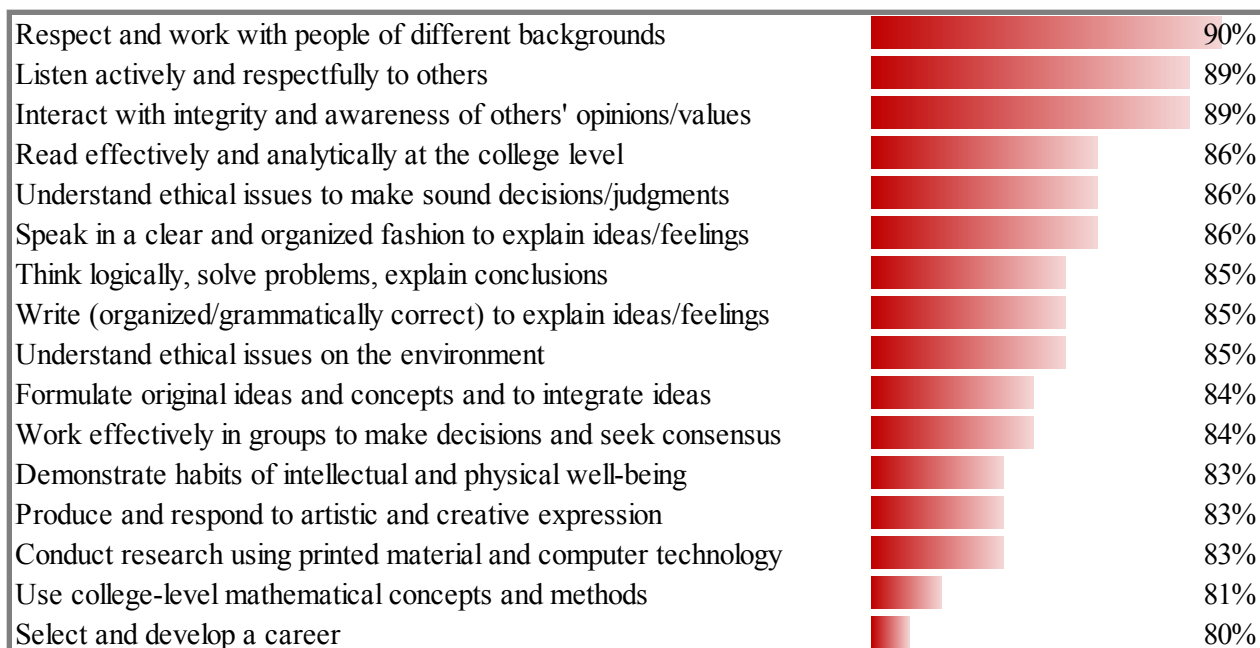 Respect and work with people of different backgrounds 90%
Listen actively and respectfully to others 89%
Interact with integrity and awareness of others' opinions/values 89%
Read effectively and analytically at the college level 86%
Understand ethical issues to make sound decisions/judgments 86%
Speak in a clear and organized fashion to explain ideas/feelings 86%
Think logically, solve problems, explain conclusions 85%
Write (organized/grammatically correct) to explain ideas/feelings 85%
Understand ethical issues on the environment 85%
Formulate original ideas and concepts and to integrate ideas 84%
Work effectively in groups to make decisions and seek consensus 84%
Demonstrate habits of intellectual and physical well-being 83%
Produce and respond to artistic and creative expression 83%
Conduct research using printed material and computer technology 83%
Use college-level mathematical concepts and methods 81%
Select and develop a career 80%